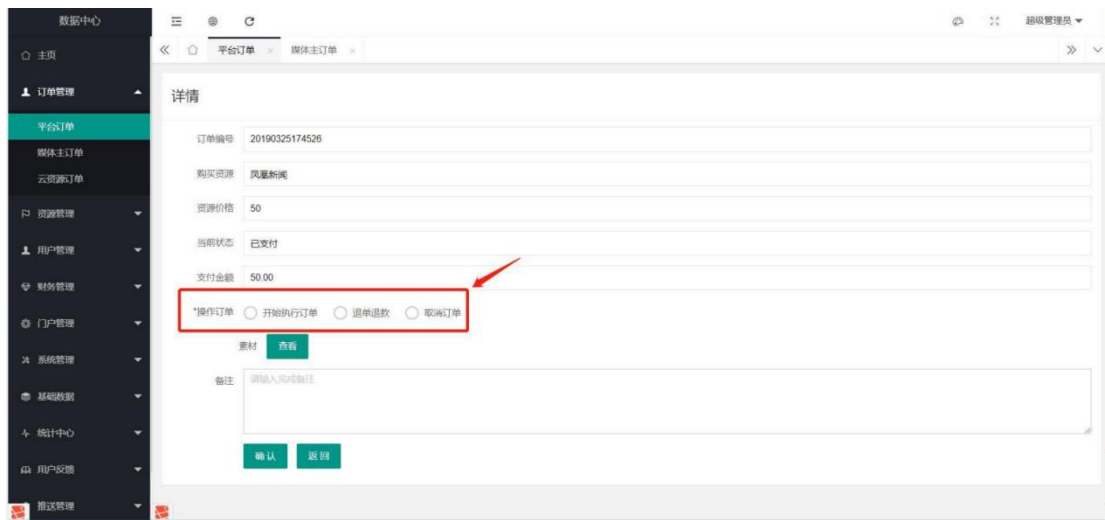 数据中心
超级管理员
主页
平台订单
媒体主订单
订单管理
详情
平台订单
订单编号 20190325174526
媒体主订单
购买资源 凤凰新闻
云资源订单
资源管理
资源价格 50
用户管理
当前状态 已支付
支付金额 50.00
财务管理
*操作订单 开始执行订单 退单退款 取消订单
门户管理
素材 查看
系统管理
备注 请输入完成备注
基础数据
统计中心
确认 返回
用户反馈
推送管理